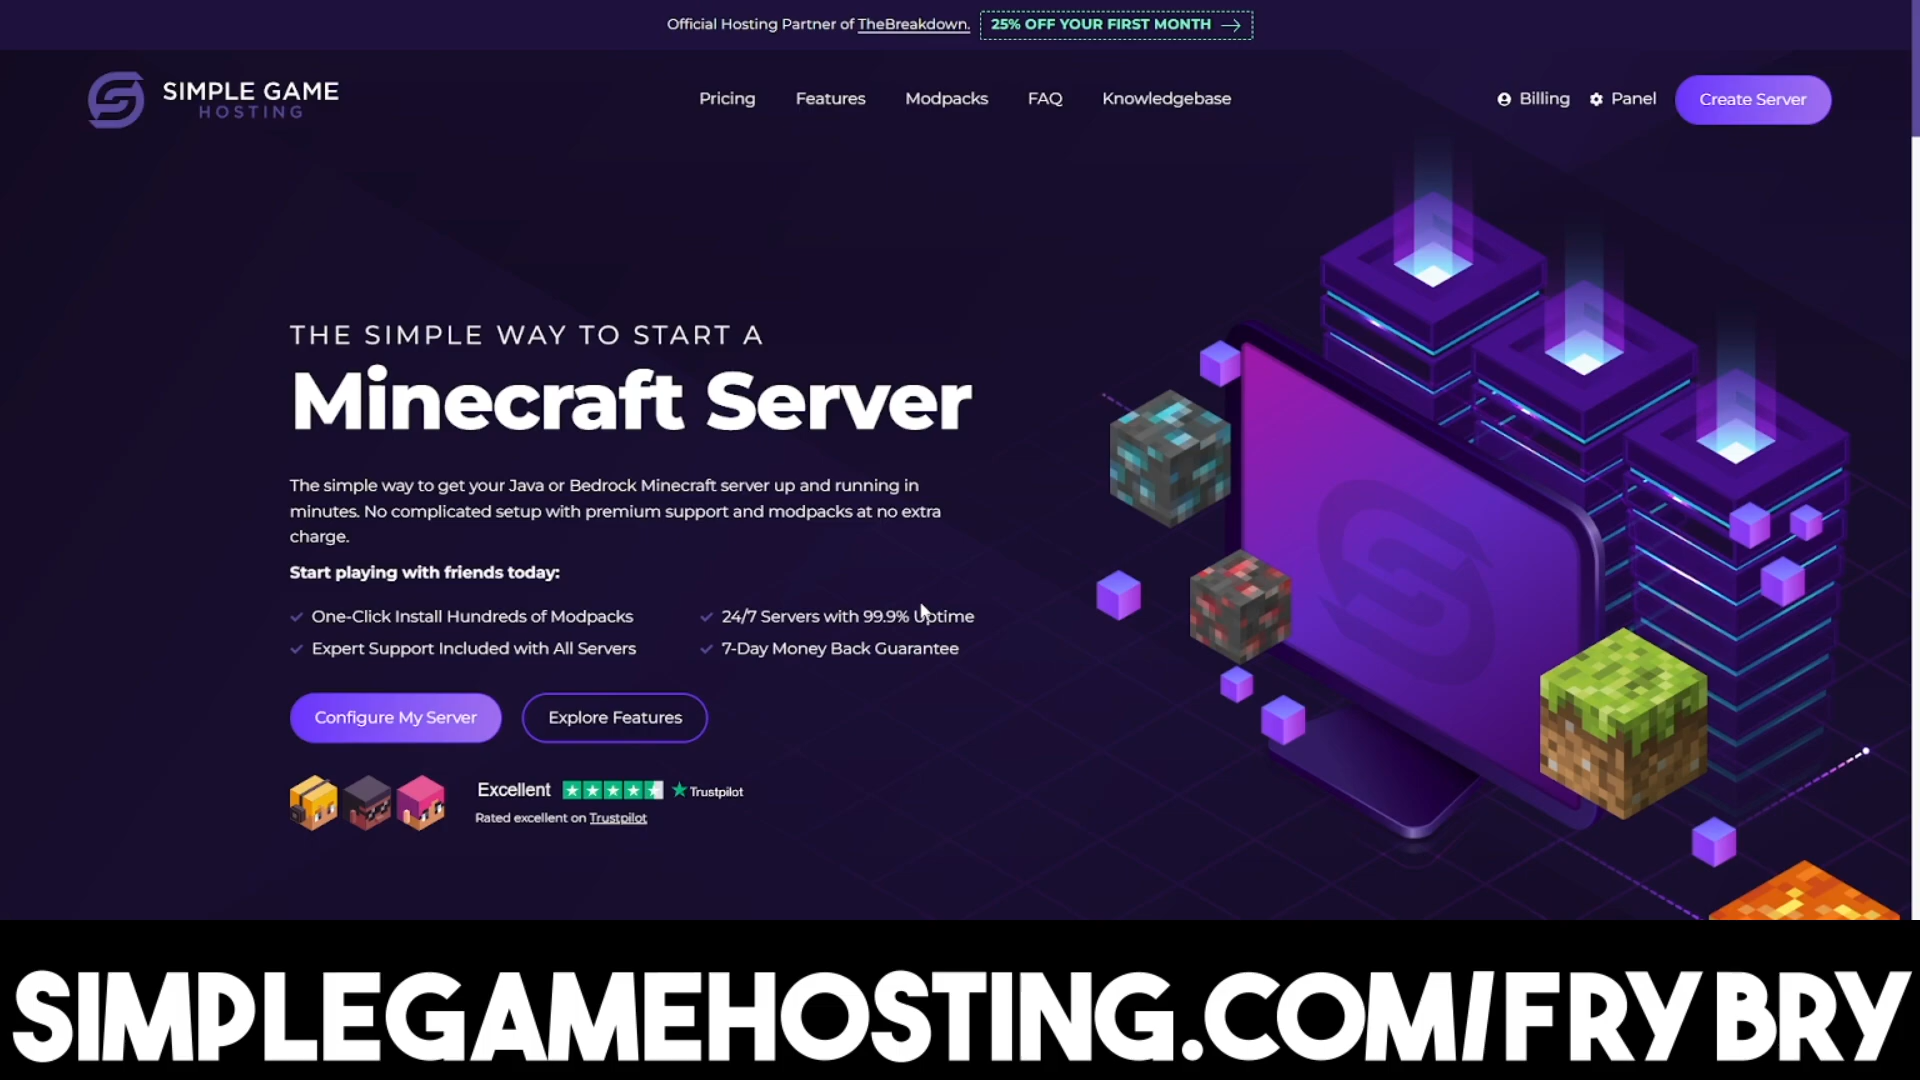 Official Hosting Partner of TheBreakdown. 25% OFF YOUR FIRST MONTH
SIMPLE GAME
HOSTING
Pricing Features Modpacks FAQ Knowledgebase
Billing Panel Create Server
THE SIMPLE WAY TO START A
Minecraft Server
The simple way to get your Java or Bedrock Minecraft server up and running in
minutes. No complicated setup with premium support and modpacks at no extra
charge.
Start playing with friends today:
One-Click Install Hundreds of Modpacks 24/7 Servers with 99.9% Uptime
Expert Support Included with All Servers 7-Day Money Back Guarantee
Configure My Server Explore Features
Excellent Trustpilot
Rated excellent on Trustpilot
SIMPLEGAMEHOSTING.COM/FRYBRY